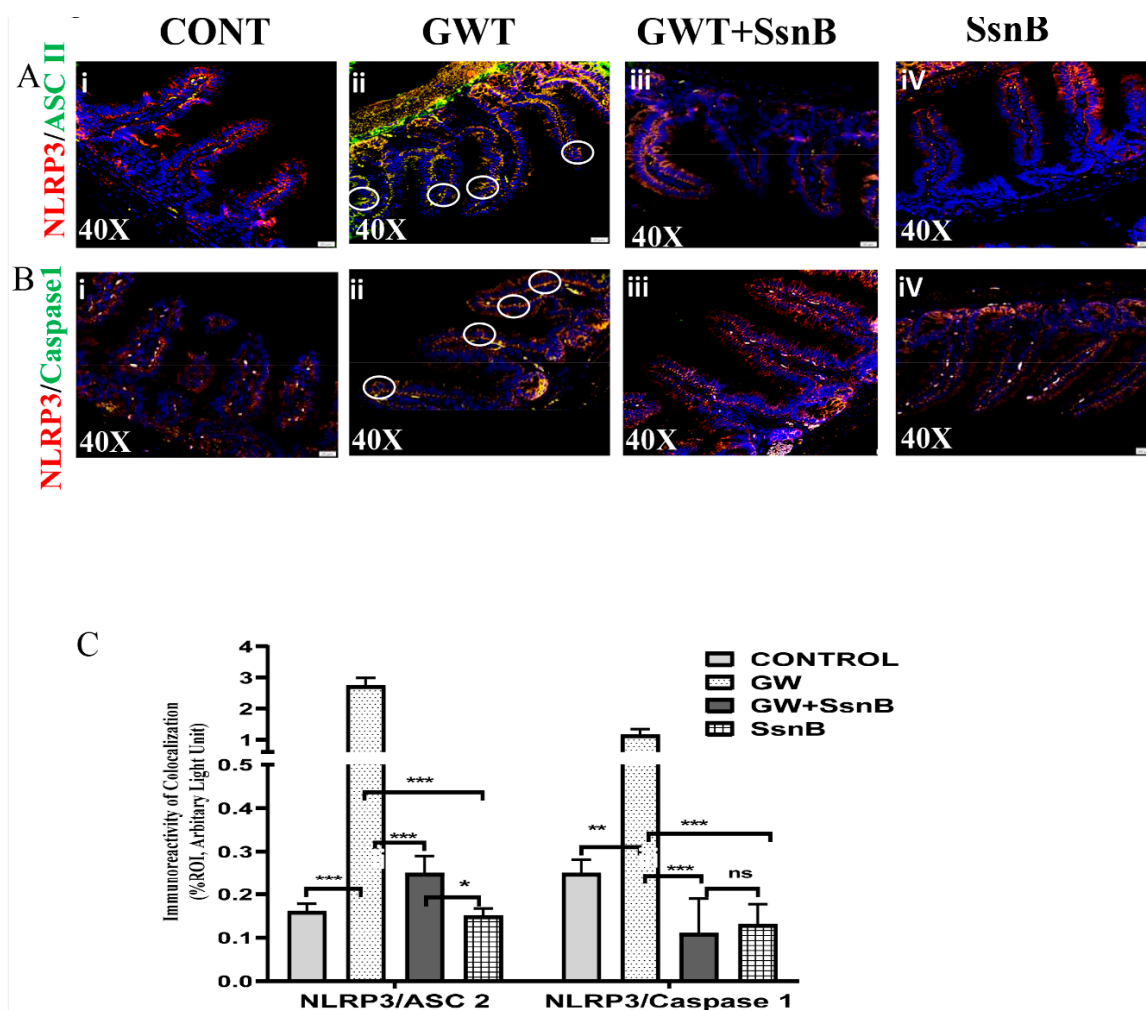 CONT GWT GWT+SsnB SsnB
A
NLRP3/ASC II
i ii iii iV
40X 40X 40X 40X
B
NLRP3/Caspase1
i ii iii iV
40X 40X 40X 40X
C
Immunoreactivity of Colocalization
(%ROI, Arbitary Light Unit)
4
3
2
1
0.5
0.4
0.3
0.2
0.1
0.0
CONTROL
GW
GW+SsnB
SsnB
*** *** *** *
** *** *** ns
NLRP3/ASC 2 NLRP3/Caspase 1